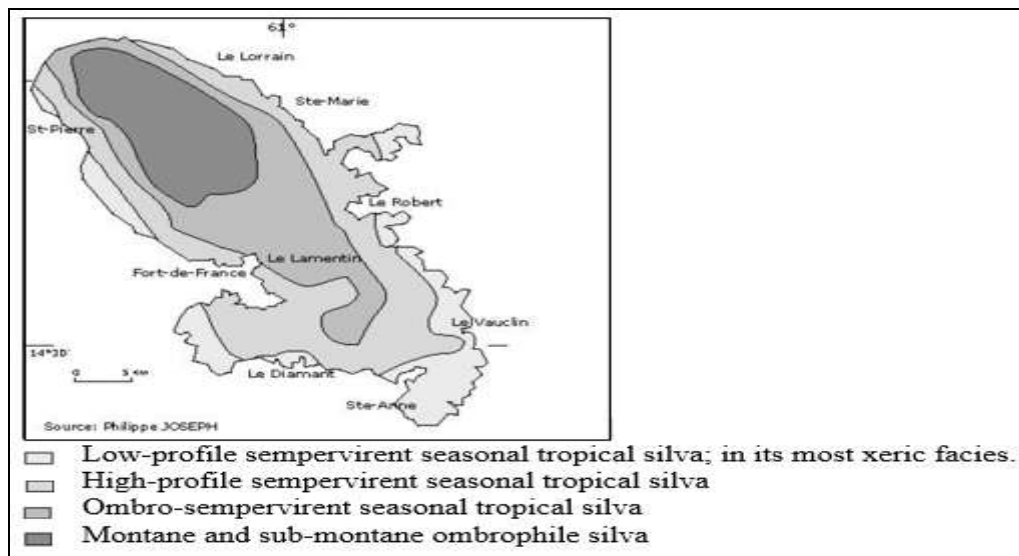 61°
Le Lorrain
Ste-Marie
St-Pierre
Le Robert
Le Lamentin
Fort-de-France
Le Vauclin
14°30'
Le Diamant
0 5 KM
Ste-Anne
Source: Philippe JOSEPH
Low-profile sempervirent seasonal tropical silva; in its most xeric facies.
High-profile sempervirent seasonal tropical silva
Ombro-sempervirent seasonal tropical silva
Montane and sub-montane ombrophile silva